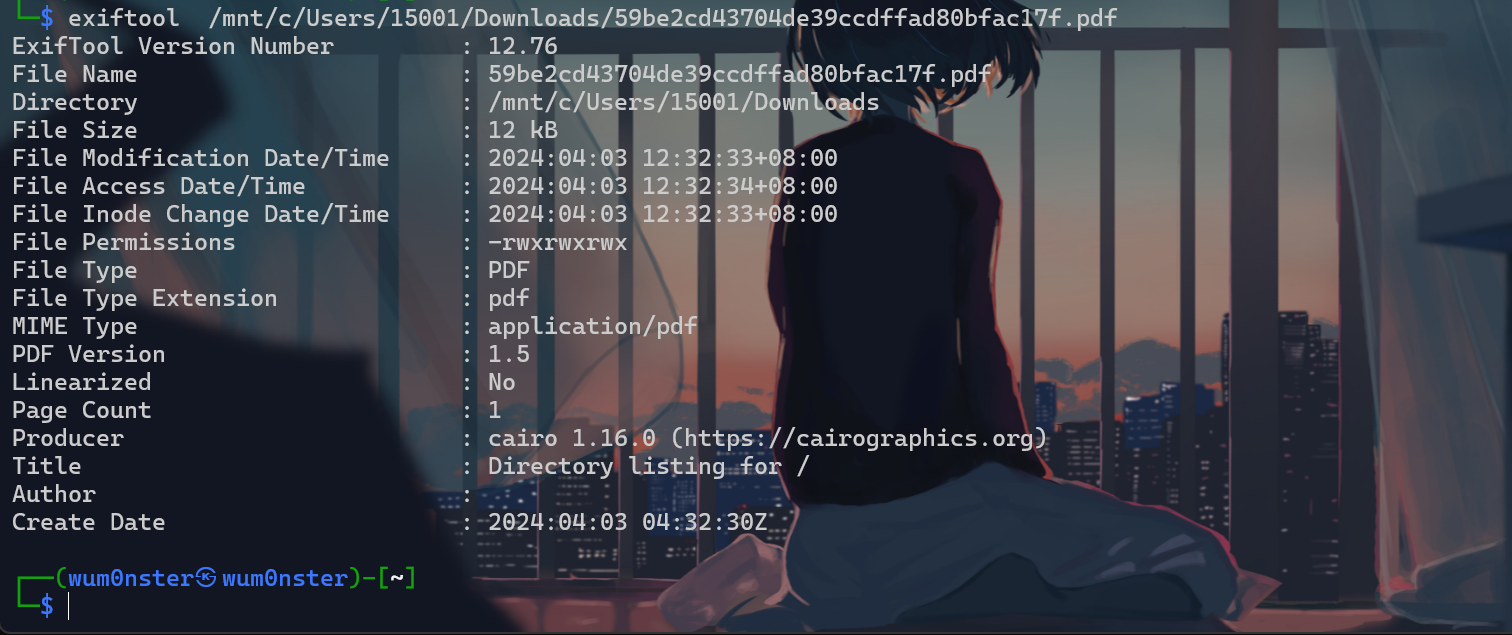 └─$ exiftool  /mnt/c/Users/15001/Downloads/59be2cd43704de39ccdffad80bfac17f.pdf
ExifTool Version Number         : 12.76
File Name                       : 59be2cd43704de39ccdffad80bfac17f.pdf
Directory                       : /mnt/c/Users/15001/Downloads
File Size                       : 12 kB
File Modification Date/Time     : 2024:04:03 12:32:33+08:00
File Access Date/Time           : 2024:04:03 12:32:34+08:00
File Inode Change Date/Time     : 2024:04:03 12:32:33+08:00
File Permissions                : -rwxrwxrwx
File Type                       : PDF
File Type Extension             : pdf
MIME Type                       : application/pdf
PDF Version                     : 1.5
Linearized                      : No
Page Count                      : 1
Producer                        : cairo 1.16.0 (https://cairographics.org)
Title                           : Directory listing for /
Author                          :
Create Date                     : 2024:04:03 04:32:30Z
┌──(wum0nster㉿wum0nster)-[~]
└─$